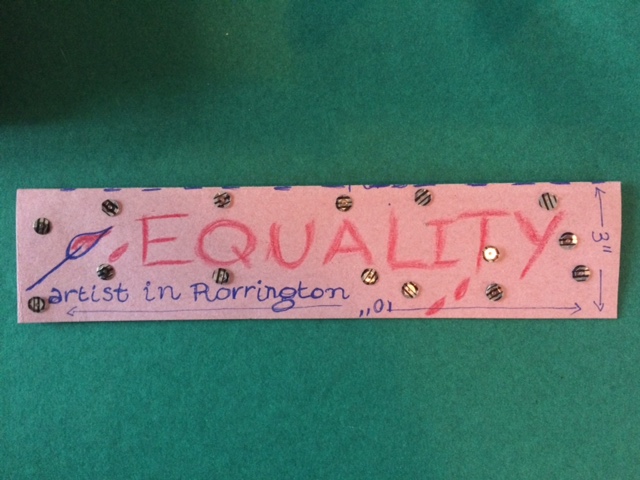 EQUALITY
3"
artist in Rorrington
10"